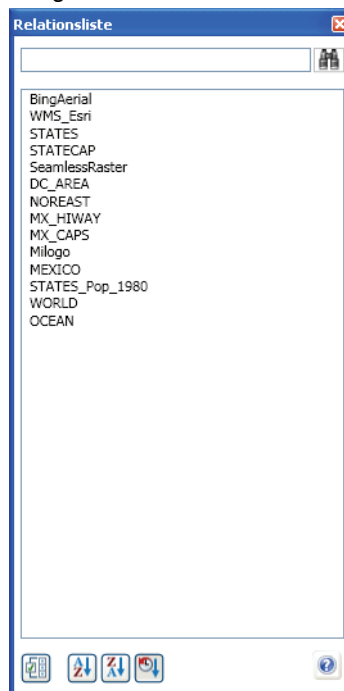 Relationsliste
BingAerial
WMS_Esri
STATES
STATECAP
SeamlessRaster
DC_AREA
NOREAST
MX_HIWAY
MX_CAPS
Milogo
MEXICO
STATES_Pop_1980
WORLD
OCEAN
A
Z
Z
A
?